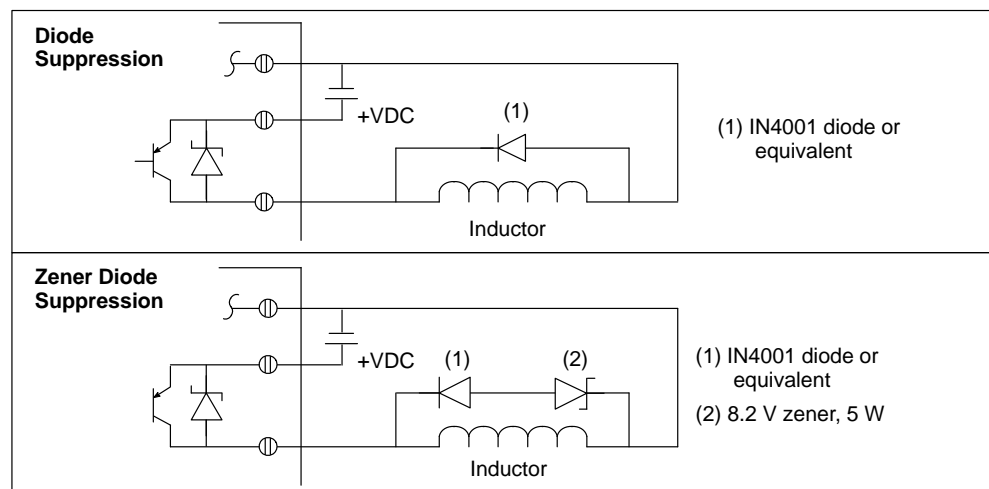 Diode
Suppression
+VDC
(1)
(1) IN4001 diode or
equivalent
Inductor
Zener Diode
Suppression
+VDC
(1)
(2)
(1) IN4001 diode or
equivalent
(2) 8.2 V zener, 5 W
Inductor